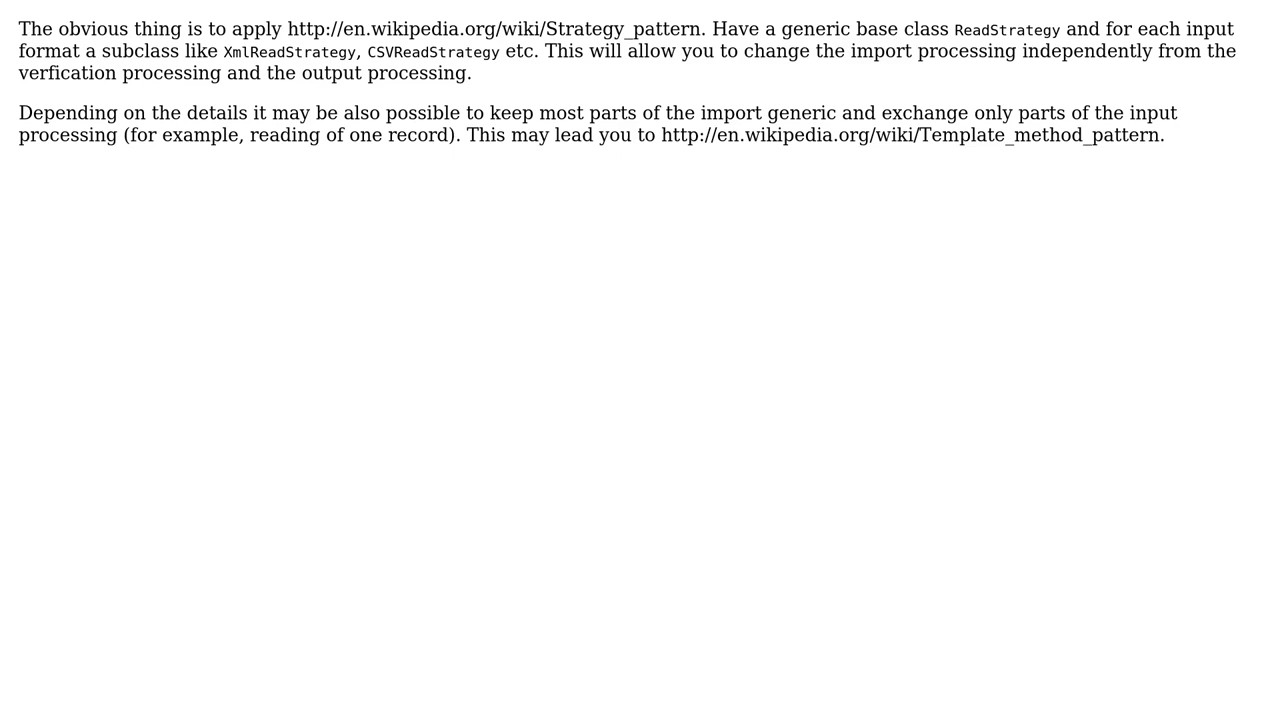 The obvious thing is to apply http://en.wikipedia.org/wiki/Strategy_pattern. Have a generic base class ReadStrategy and for each input
format a subclass like XmlReadStrategy, CSVReadStrategy etc. This will allow you to change the import processing independently from the
verfication processing and the output processing.
Depending on the details it may be also possible to keep most parts of the import generic and exchange only parts of the input
processing (for example, reading of one record). This may lead you to http://en.wikipedia.org/wiki/Template_method_pattern.